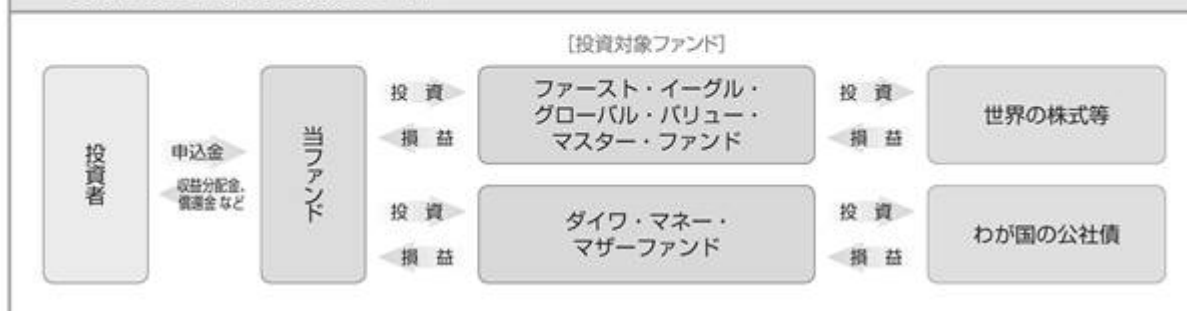 [投資対象ファンド]
投資者
申込金
収益分配金、
償還金 など
当ファンド
投 資
損 益
ファースト・イーグル・
グローバル・バリュー・
マスター・ファンド
投 資
損 益
世界の株式等
投 資
損 益
ダイワ・マネー・
マザーファンド
投 資
損 益
わが国の公社債